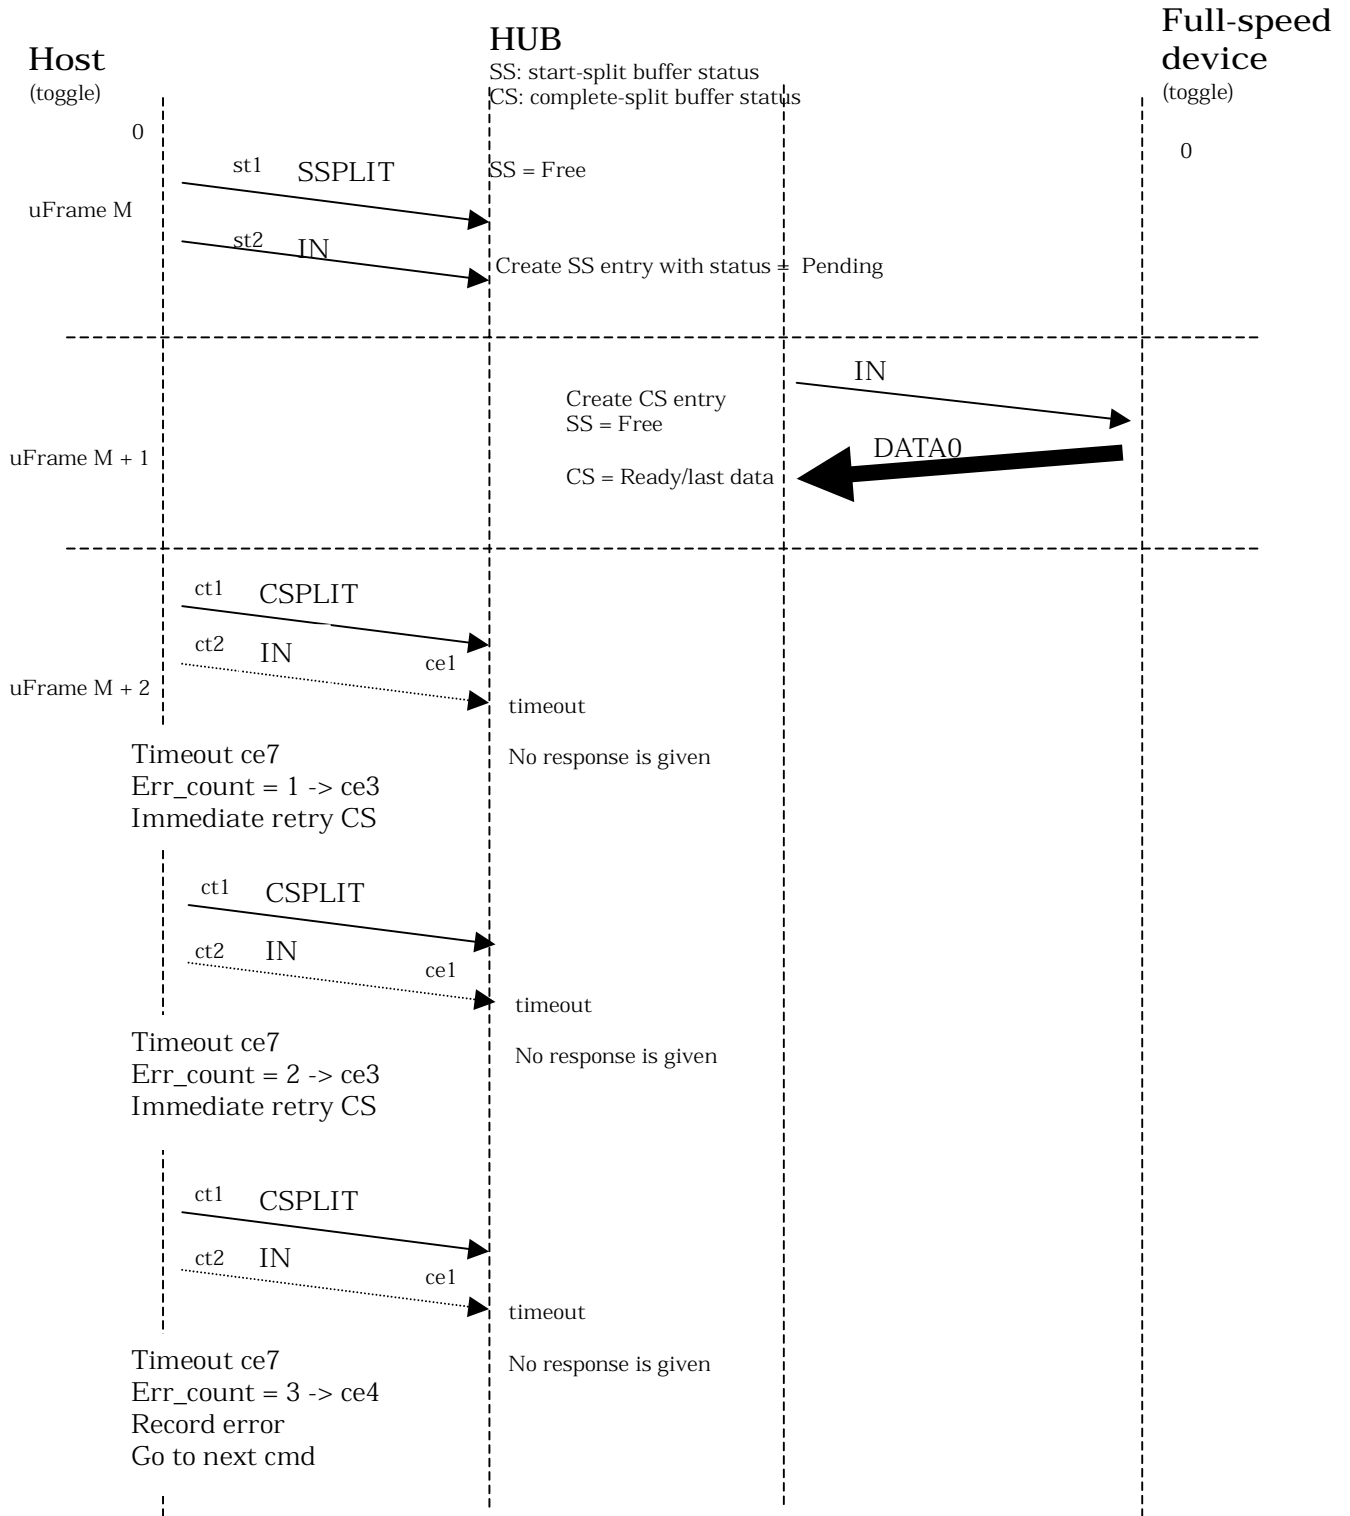 Host
(toggle)
HUB
SS: start-split buffer status
CS: complete-split buffer status
Full-speed
device
(toggle)
0
0
st1 SSPLIT
SS = Free
uFrame M
st2 IN
Create SS entry with status = Pending
IN
Create CS entry
SS = Free
DATA0
uFrame M + 1
CS = Ready/last data
ct1 CSPLIT
ct2 IN
ce1
uFrame M + 2
timeout
Timeout ce7
Err_count = 1 -> ce3
Immediate retry CS
No response is given
ct1 CSPLIT
ct2 IN
ce1
timeout
Timeout ce7
Err_count = 2 -> ce3
Immediate retry CS
No response is given
ct1 CSPLIT
ct2 IN
ce1
timeout
Timeout ce7
Err_count = 3 -> ce4
Record error
Go to next cmd
No response is given